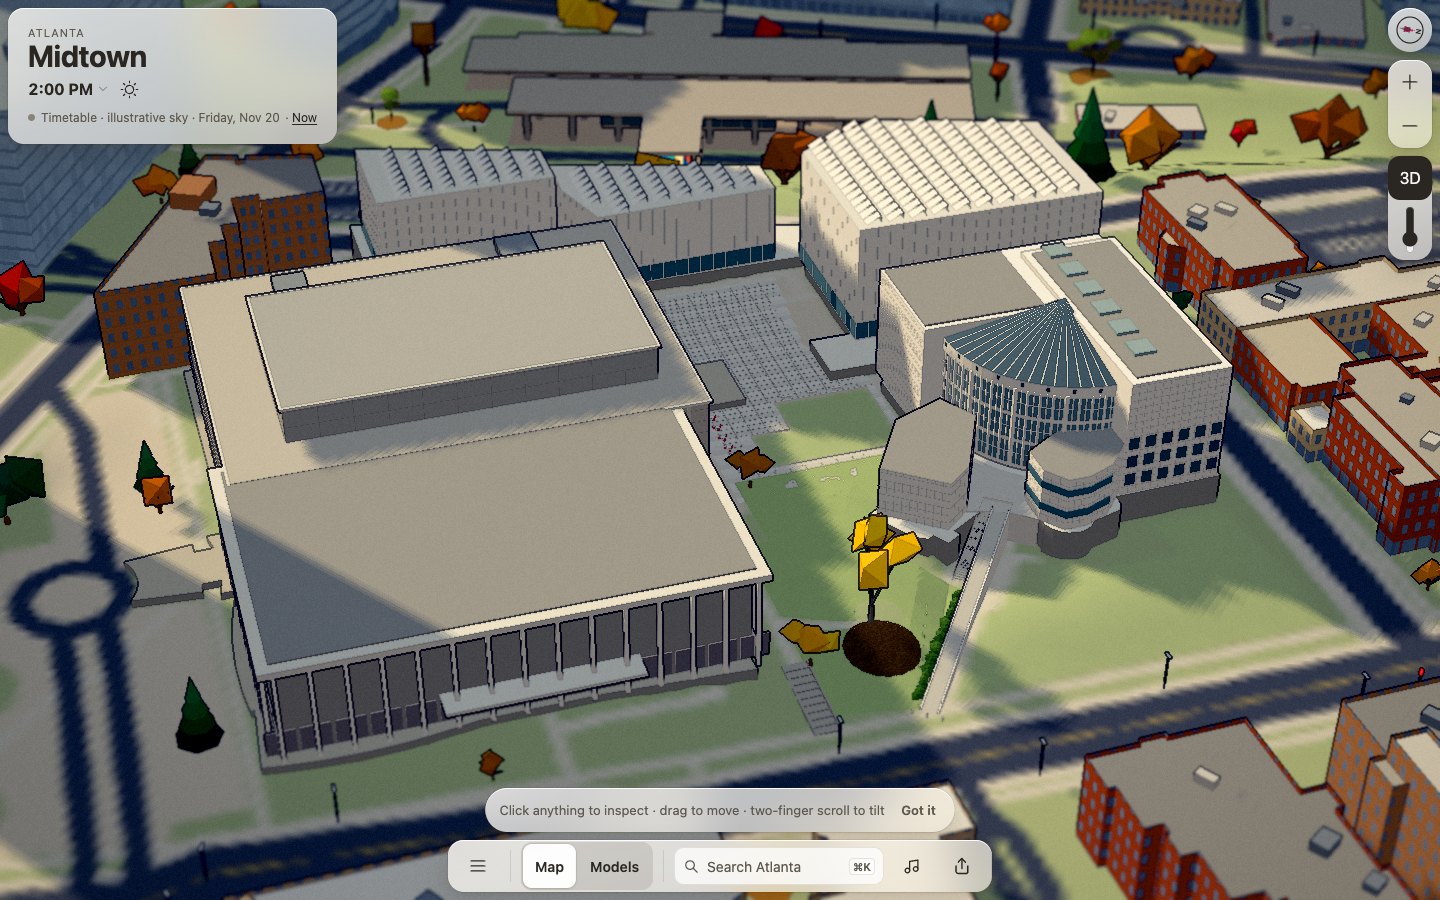 ATLANTA
Midtown
2:00 PM
Timetable · illustrative sky · Friday, Nov 20 · Now
N
+
−
3D
Click anything to inspect · drag to move · two-finger scroll to tilt Got it
Map Models Search Atlanta ⌘K